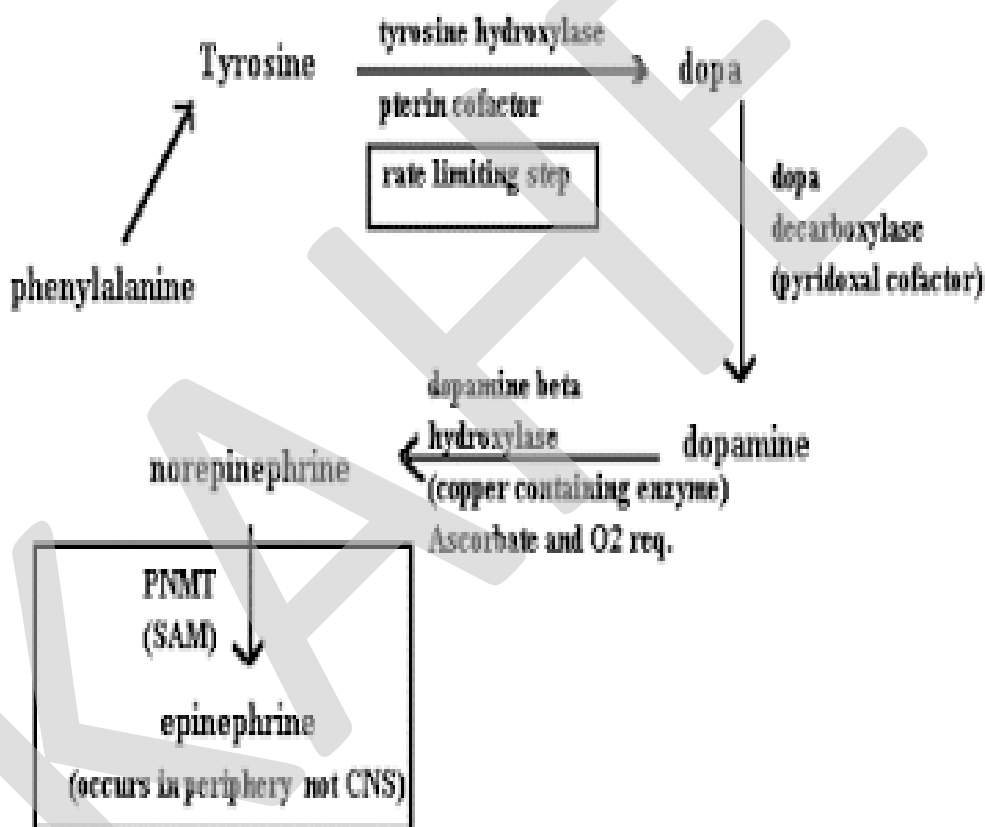 tyrosine hydroxylase
Tyrosine
dopa
pterin cofactor
rate limiting step
phenylalanine
dopa
decarboxylase
(pyridoxal cofactor)
dopamine beta
hydroxylase
dopamine
norepinephrine
(copper containing enzyme)
Ascorbate and O2 req.
PNMT
(SAM)
epinephrine
(occurs in periphery not CNS)
KAHE